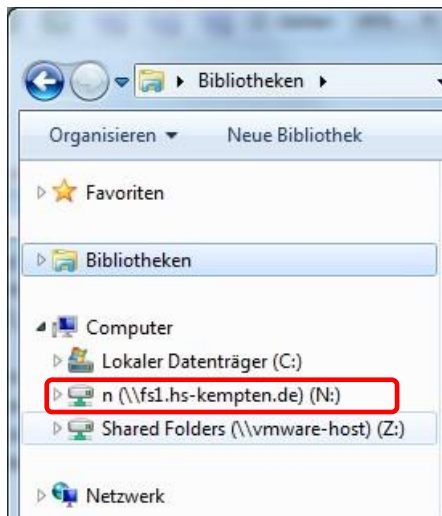 Bibliotheken
Organisieren Neue Bibliothek
Favoriten
Bibliotheken
Computer
Lokaler Datenträger (C:)
n (\\fs1.hs-kempten.de) (N:)
Shared Folders (\\vmware-host) (Z:)
Netzwerk